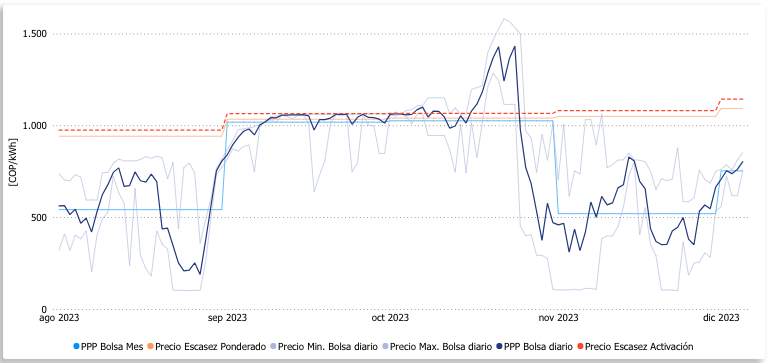 1.500
1.000
500
0
[COP/kWh]
ago 2023 sep 2023 oct 2023 nov 2023 dic 2023
PPP Bolsa Mes Precio Escasez Ponderado Precio Min. Bolsa diario Precio Max. Bolsa diario PPP Bolsa diario Precio Escasez Activación